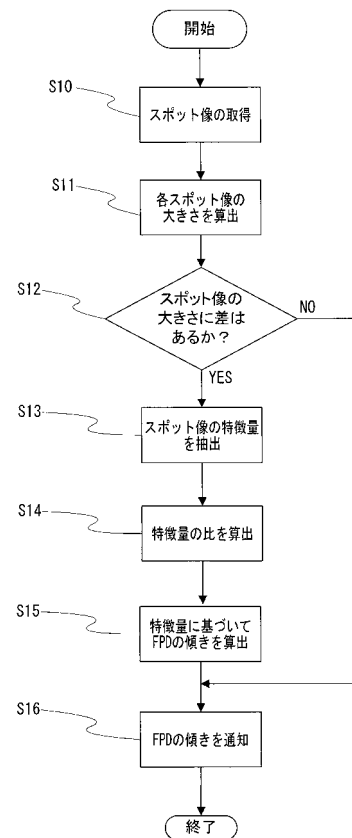 開始
S10
スポット像の取得
S11
各スポット像の
大きさを算出
S12
スポット像の
大きさに差は
あるか？
NO
YES
S13
スポット像の特徴量
を抽出
S14
特徴量の比を算出
S15
特徴量に基づいて
FPDの傾きを算出
S16
FPDの傾きを通知
終了